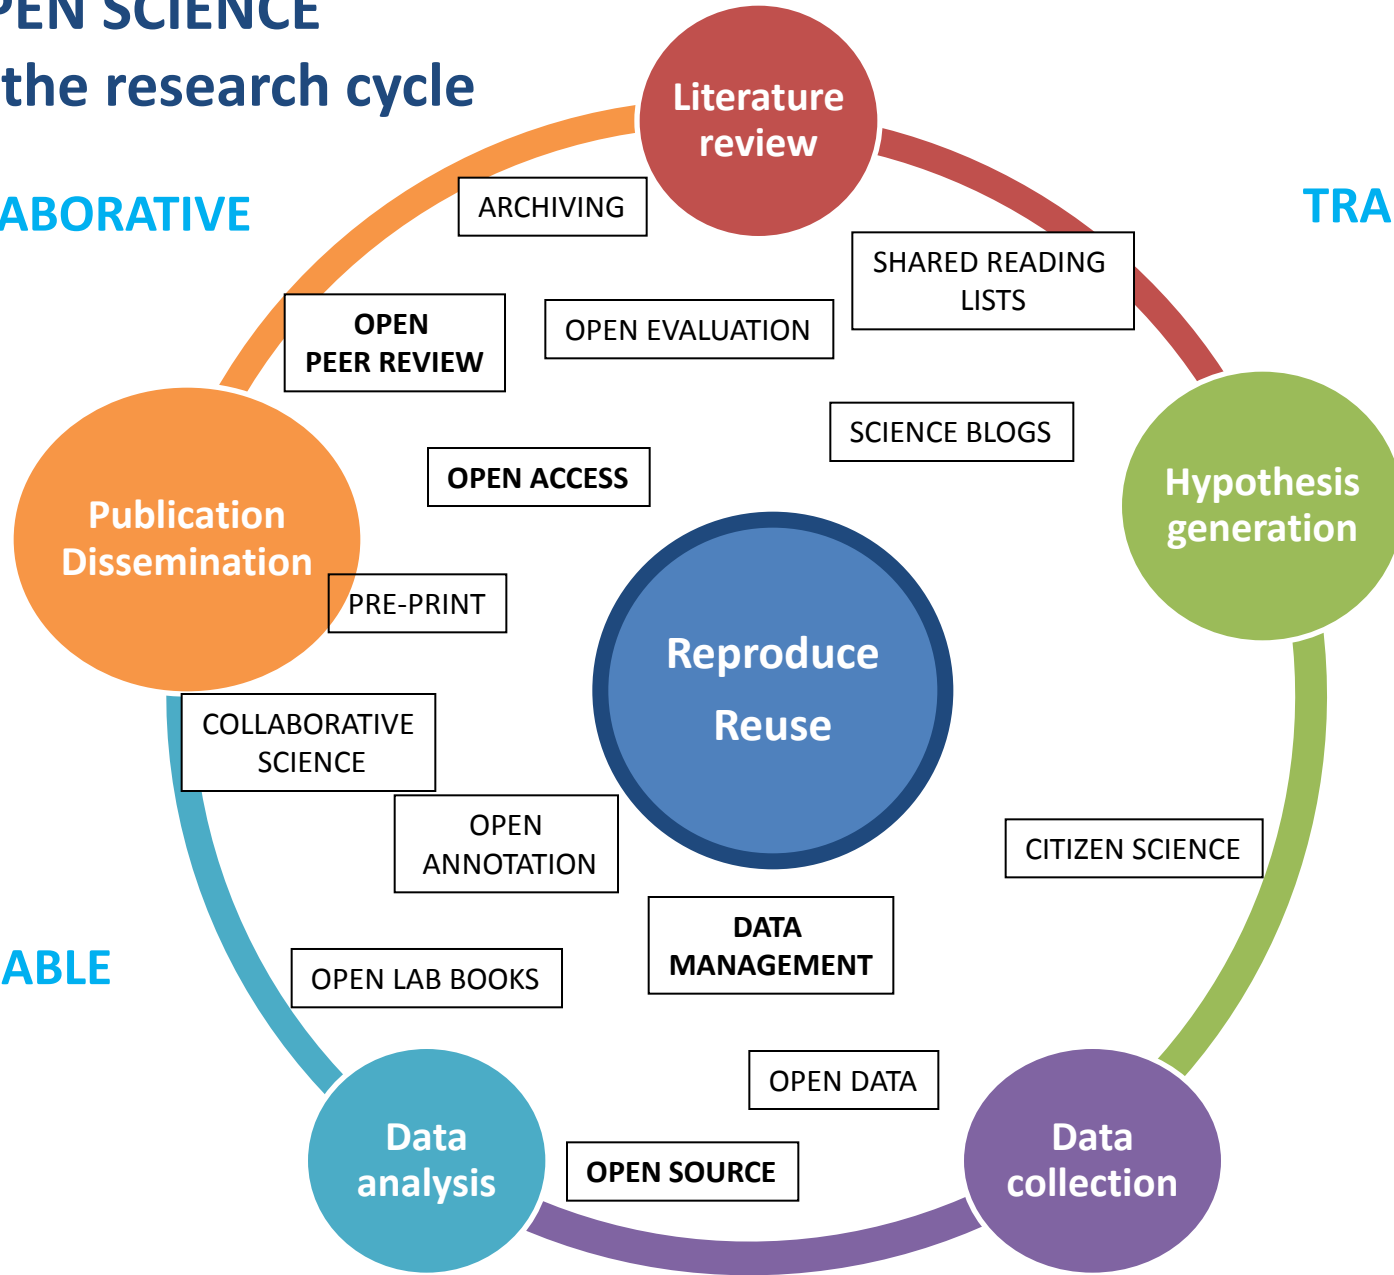 PEN SCIENCE
the research cycle
ABORATIVE
TRA
Literature
review
ARCHIVING
SHARED READING
LISTS
OPEN
PEER REVIEW
OPEN EVALUATION
SCIENCE BLOGS
OPEN ACCESS
Hypothesis
generation
Publication
Dissemination
PRE-PRINT
Reproduce
Reuse
COLLABORATIVE
SCIENCE
OPEN
ANNOTATION
CITIZEN SCIENCE
DATA
MANAGEMENT
ABLE
OPEN LAB BOOKS
OPEN DATA
Data
analysis
OPEN SOURCE
Data
collection